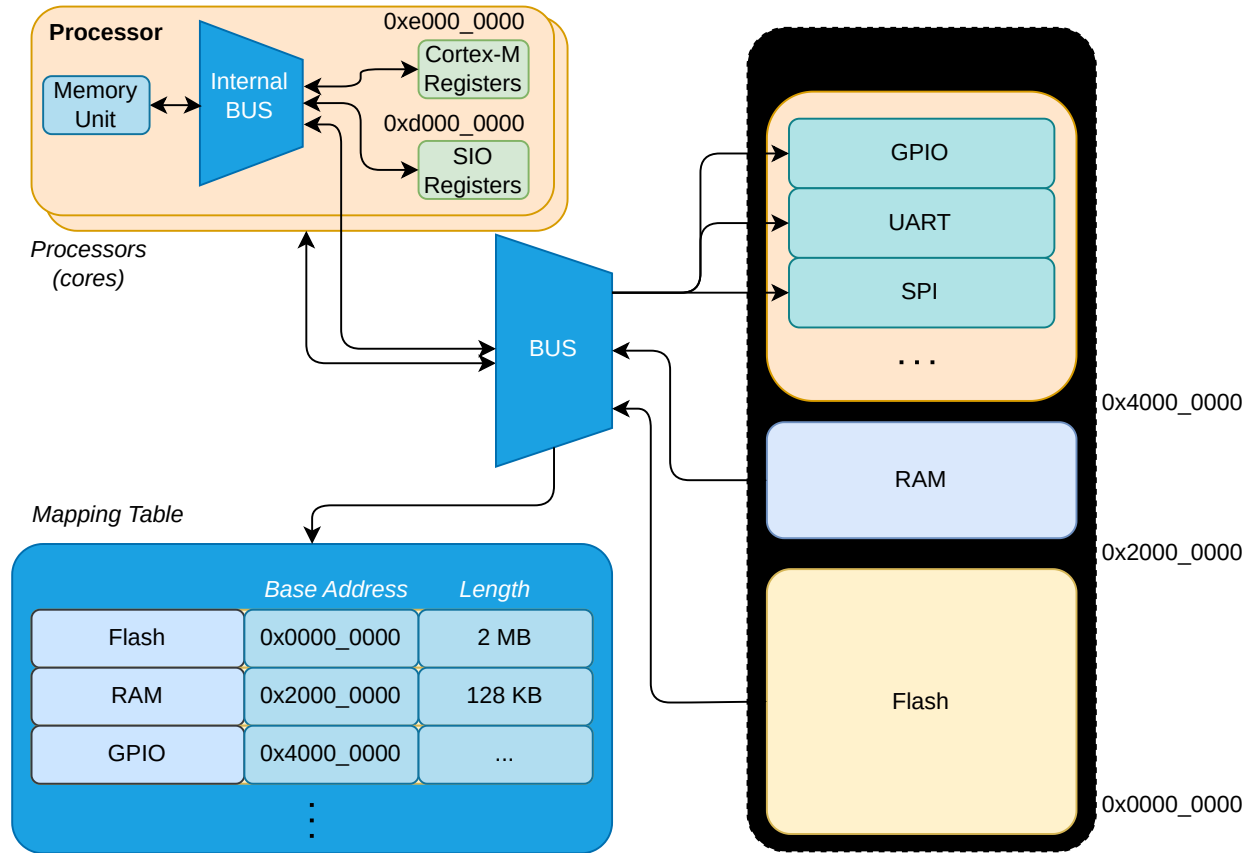 Processor
0xe000_0000
Cortex-M
Registers
Internal
BUS
Memory
Unit
0xd000_0000
SIO
Registers
Processors
(cores)
BUS
GPIO
UART
SPI
. . .
0x4000_0000
RAM
0x2000_0000
Flash
0x0000_0000
Mapping Table
Base Address Length
Flash 0x0000_0000 2 MB
RAM 0x2000_0000 128 KB
GPIO 0x4000_0000 ...
. . .